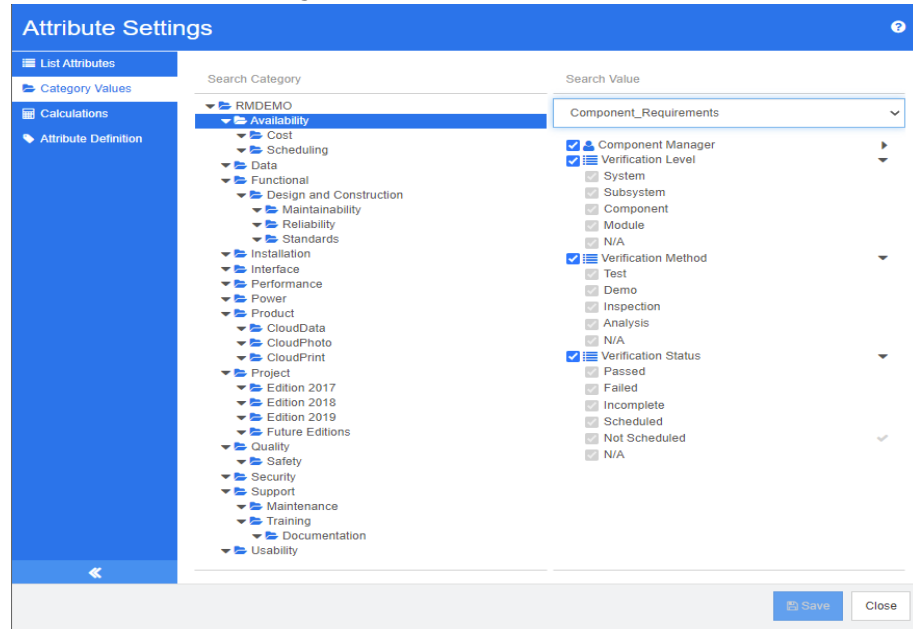 Attribute Settings
List Attributes
Category Values
Calculations
Attribute Definition
Search Category
RMDEMO
Availability
Cost
Scheduling
Data
Functional
Design and Construction
Maintainability
Reliability
Standards
Installation
Interface
Performance
Power
Product
CloudData
CloudPhoto
CloudPrint
Project
Edition 2017
Edition 2018
Edition 2019
Future Editions
Quality
Safety
Security
Support
Maintenance
Training
Documentation
Usability
Search Value
Component_Requirements
Component Manager
Verification Level
System
Subsystem
Component
Module
N/A
Verification Method
Test
Demo
Inspection
Analysis
N/A
Verification Status
Passed
Failed
Incomplete
Scheduled
Not Scheduled
N/A
Save
Close